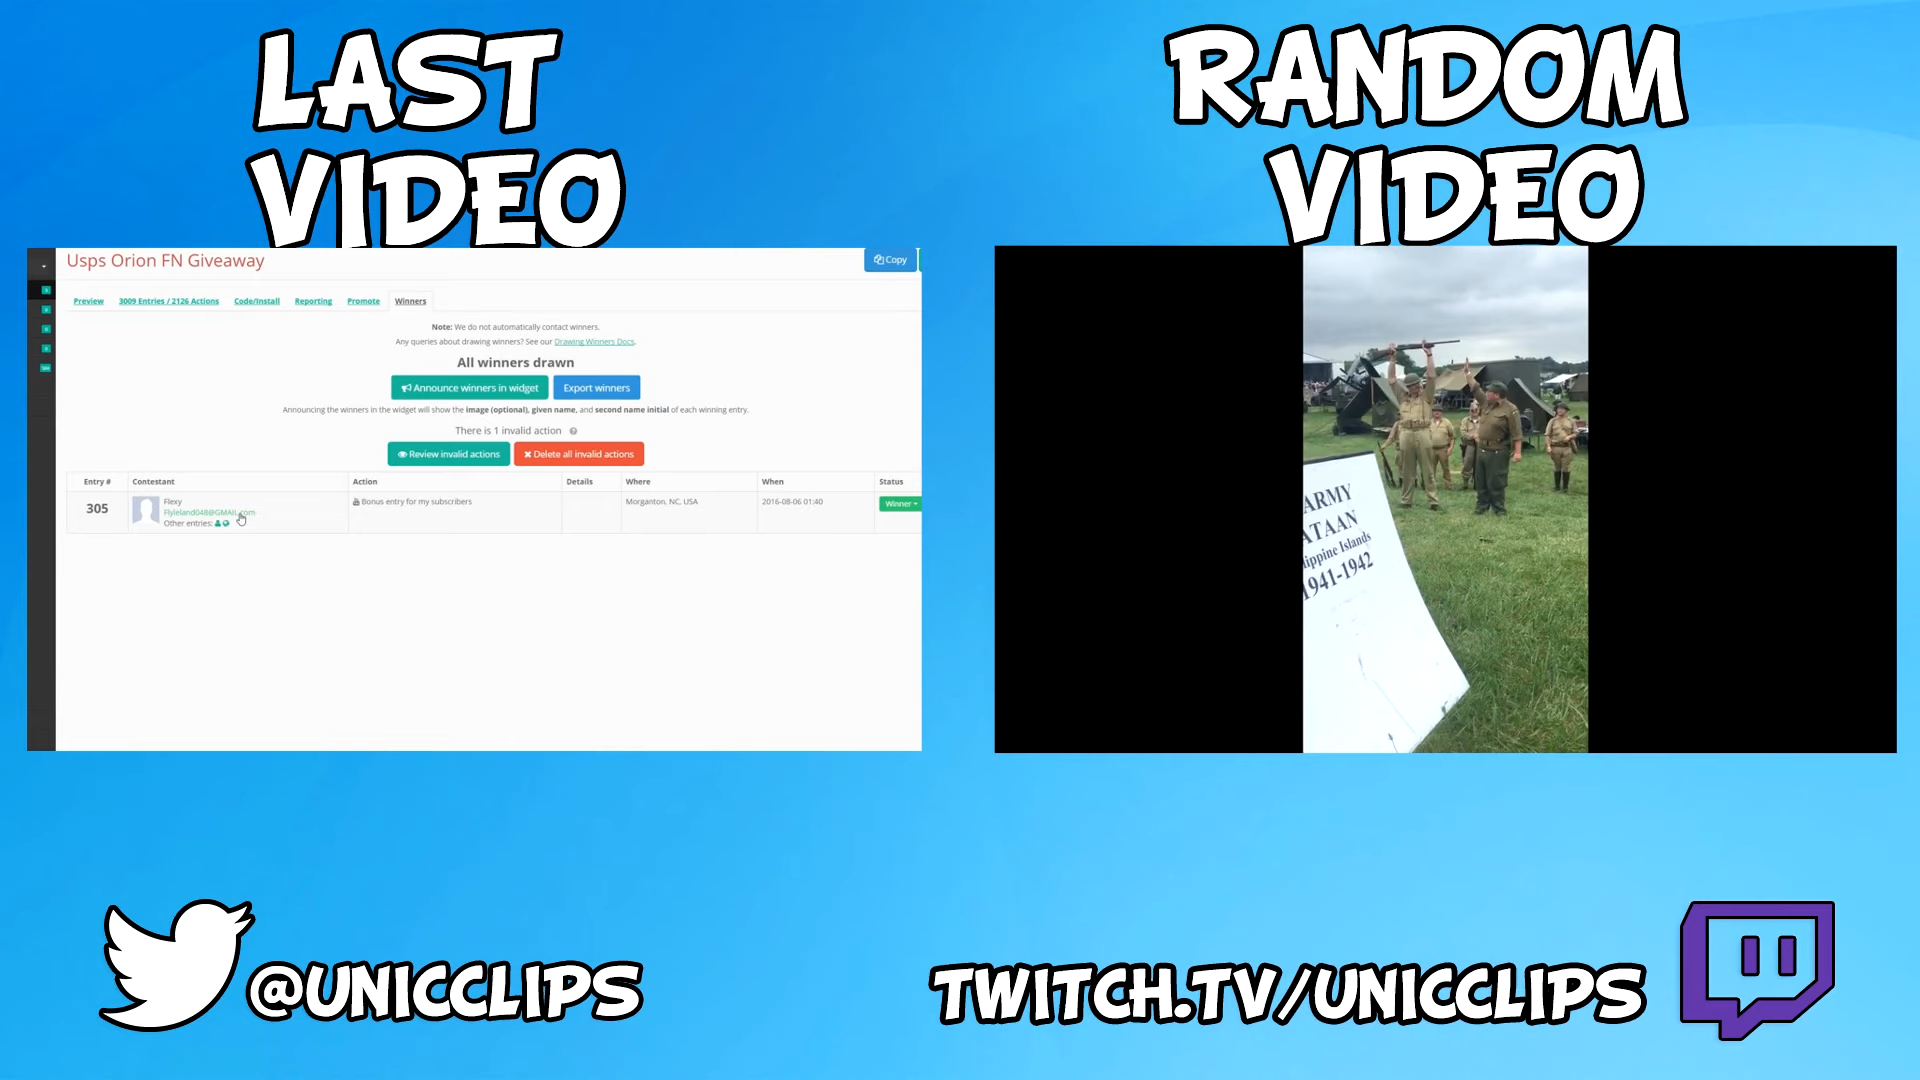 LAST
VIDEO
RANDOM
VIDEO
Usps Orion FN Giveaway
Copy
Preview
3009 Entries / 2126 Actions
Code/Install
Reporting
Promote
Winners
Note: We do not automatically contact winners.
Any queries about drawing winners? See our Drawing Winners Docs.
All winners drawn
Announce winners in widget
Export winners
Announcing the winners in the widget will show the image (optional), given name, and second name initial of each winning entry.
There is 1 invalid action
Review invalid actions
Delete all invalid actions
Entry # Contestant Action Details Where When Status
305
Flexy
Bonus entry for my subscribers
Morganton, NC, USA
2016-08-06 01:40
Winner
Flyleland048@GMAIL.com
Other entries:
ARMY
ATAAN
ilippine Islands
1941-1942
@UNICCLIPS
TWITCH.TV/UNICCLIPS